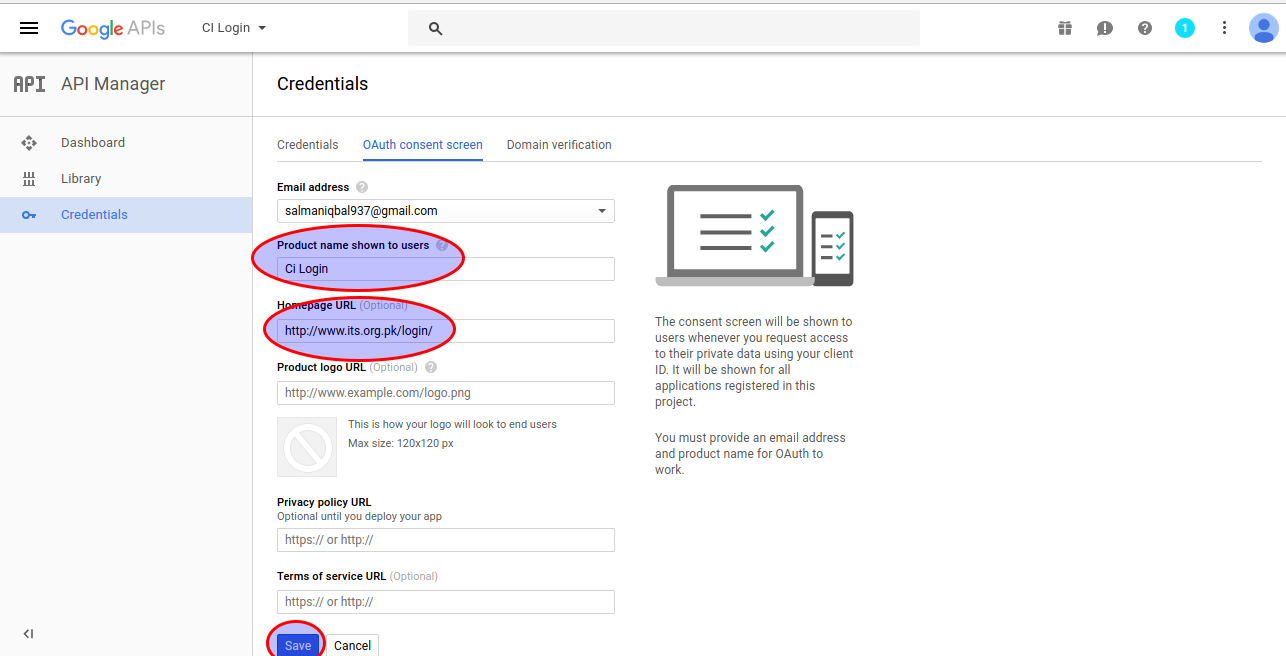 Google APIs
CI Login
1
API API Manager
Credentials
Dashboard
Library
Credentials
Credentials
OAuth consent screen
Domain verification
Email address ?
salmaniqbal937@gmail.com
Product name shown to users ?
Ci Login
Homepage URL (Optional)
http://www.its.org.pk/login/
Product logo URL (Optional) ?
http://www.example.com/logo.png
This is how your logo will look to end users
Max size: 120x120 px
Privacy policy URL
Optional until you deploy your app
https:// or http://
Terms of service URL (Optional)
https:// or http://
Save
Cancel
The consent screen will be shown to
users whenever you request access
to their private data using your client
ID. It will be shown for all
applications registered in this
project.
You must provide an email address
and product name for OAuth to
work.